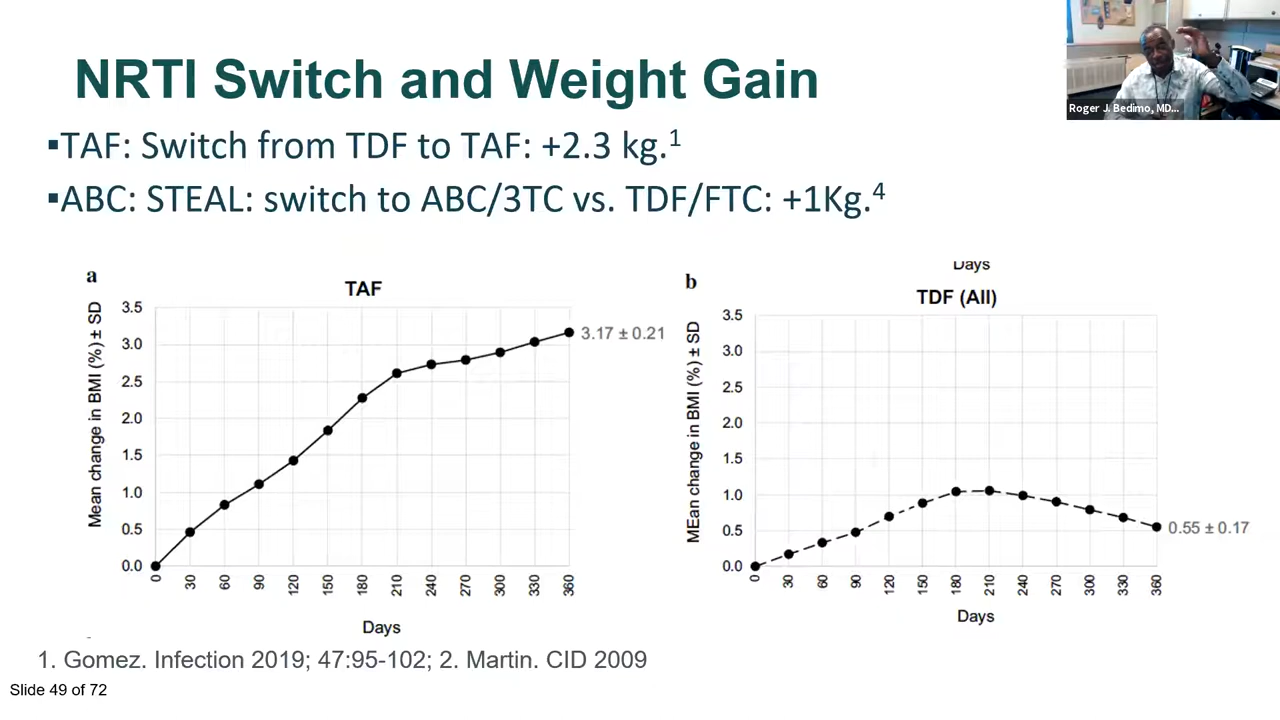 NRTI Switch and Weight Gain
Roger J. Bedimo, MD...
▪TAF: Switch from TDF to TAF: +2.3 kg.1
▪ABC: STEAL: switch to ABC/3TC vs. TDF/FTC: +1Kg.4
a
TAF
Mean change in BMI (%) ± SD
3.5
3.0
2.5
2.0
1.5
1.0
0.5
0.0
3.17 ± 0.21
0 30 60 90 120 150 180 210 240 270 300 330 360
Days
Days
b
TDF (All)
MEan change in BMI (%) ± SD
3.5
3.0
2.5
2.0
1.5
1.0
0.5
0.0
0.55 ± 0.17
0 30 60 90 120 150 180 210 240 270 300 330 360
Days
1. Gomez. Infection 2019; 47:95-102; 2. Martin. CID 2009
Slide 49 of 72